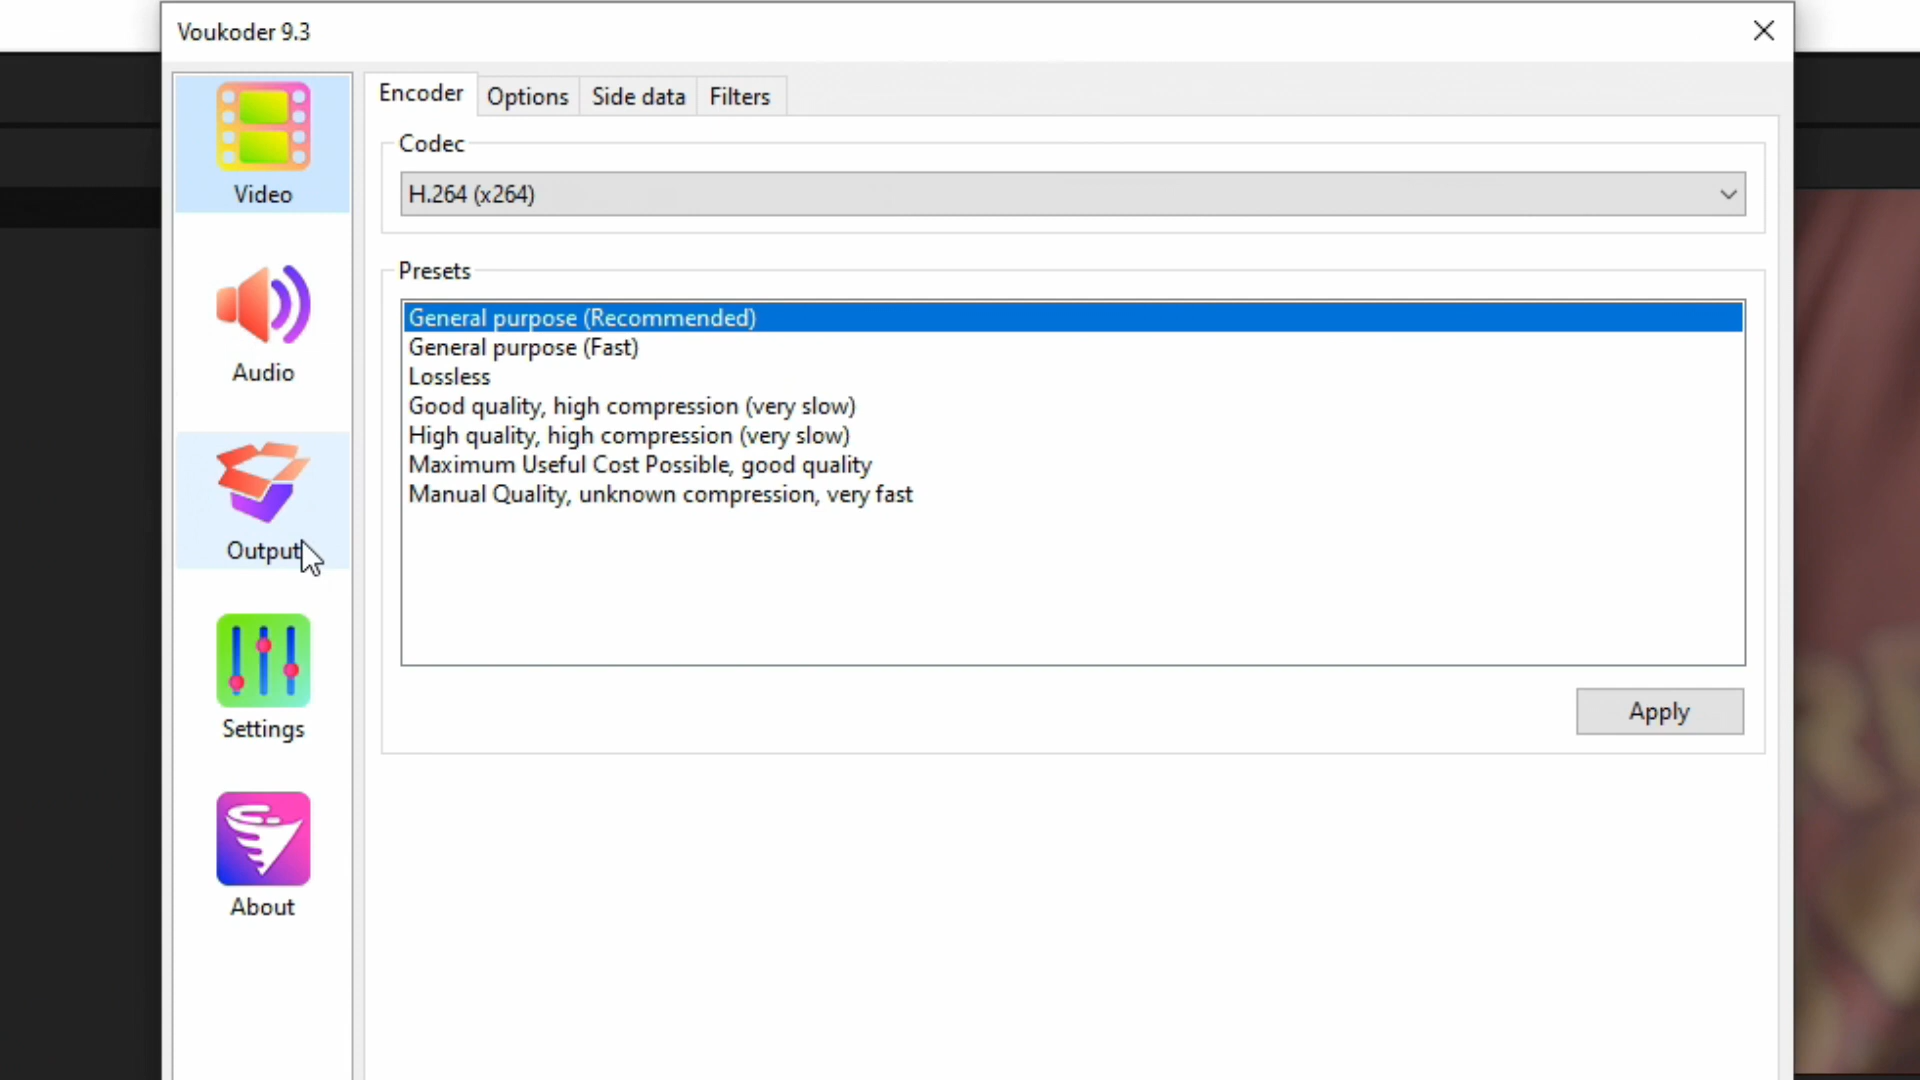 Voukoder 9.3
Encoder
Options
Side data
Filters
Video
Audio
Output
Settings
About
Codec
H.264 (x264)
Presets
General purpose (Recommended)
General purpose (Fast)
Lossless
Good quality, high compression (very slow)
High quality, high compression (very slow)
Maximum Useful Cost Possible, good quality
Manual Quality, unknown compression, very fast
Apply